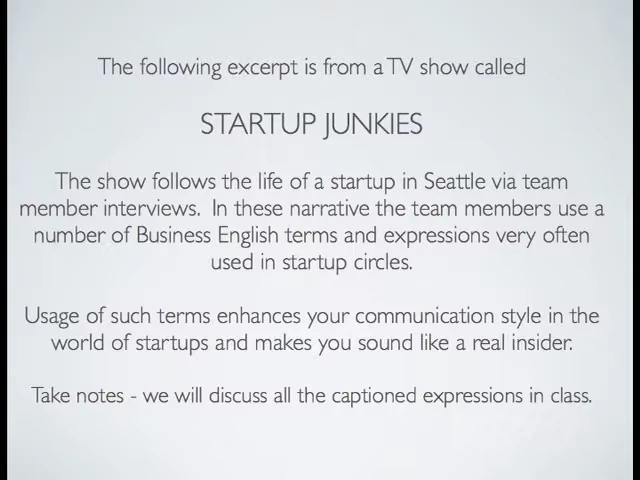 The following excerpt is from a TV show called
STARTUP JUNKIES
The show follows the life of a startup in Seattle via team
member interviews. In these narrative the team members use a
number of Business English terms and expressions very often
used in startup circles.
Usage of such terms enhances your communication style in the
world of startups and makes you sound like a real insider.
Take notes - we will discuss all the captioned expressions in class.